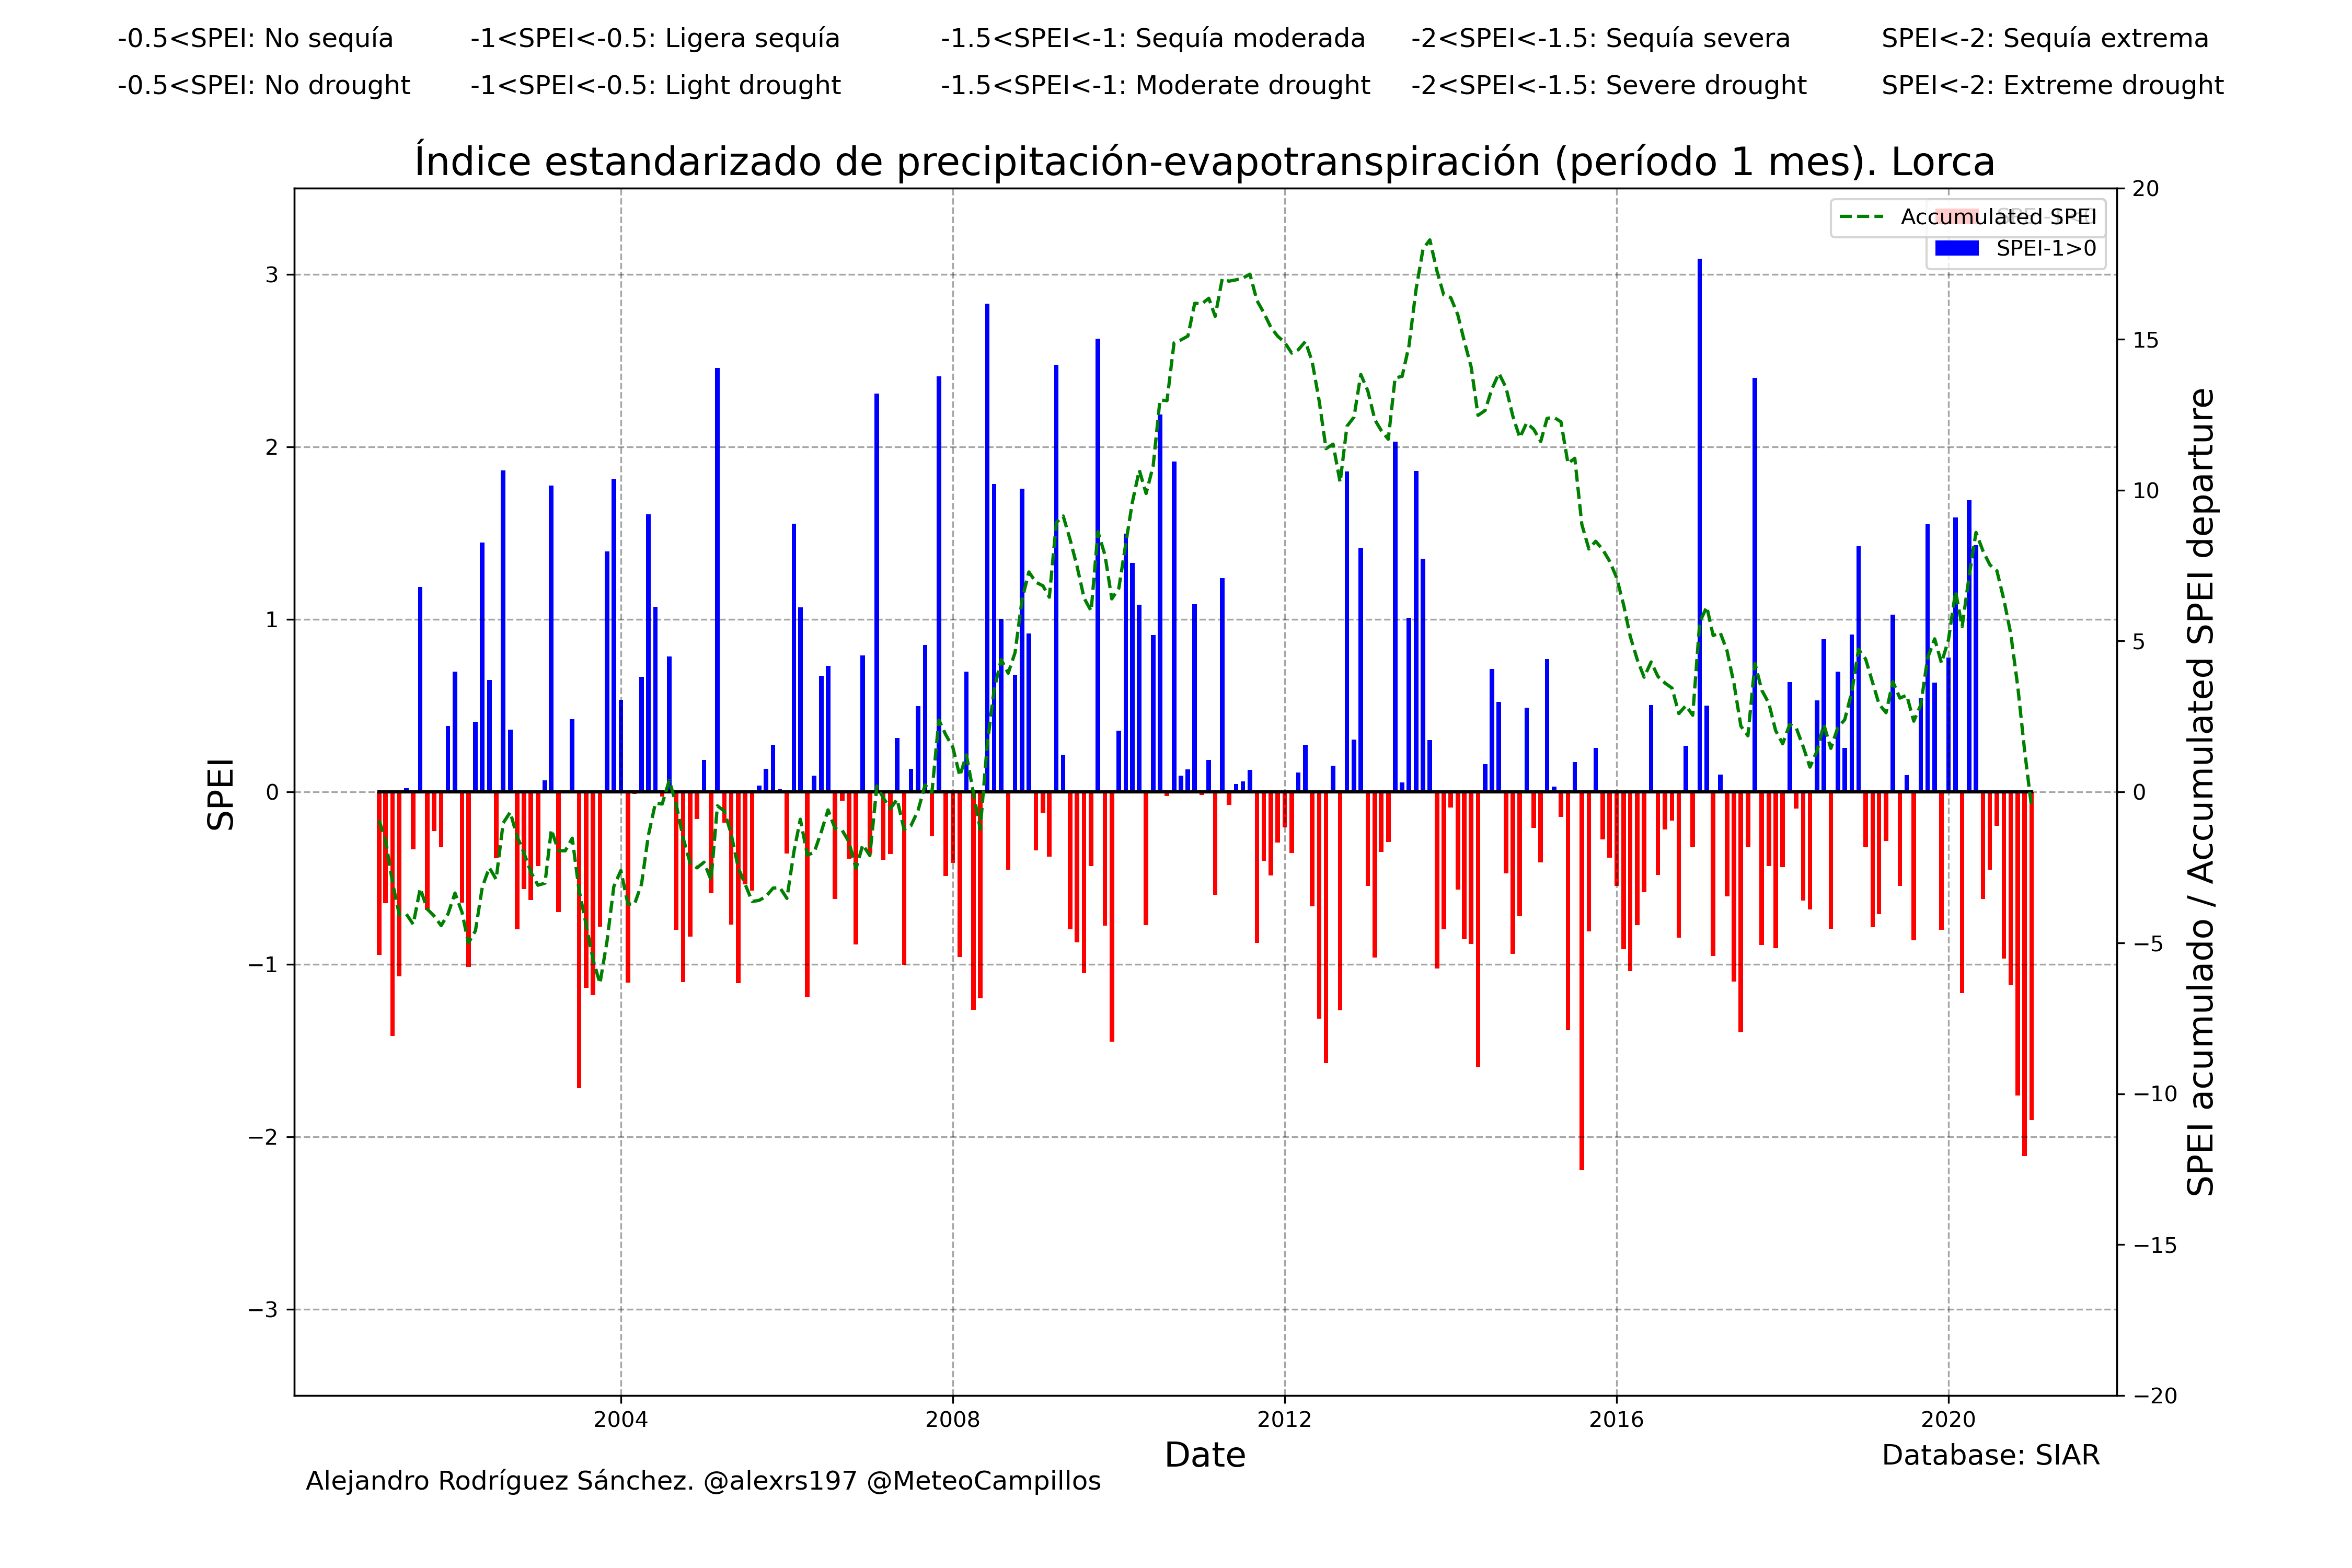 -0.5<SPEI: No sequía -1<SPEI<-0.5: Ligera sequía -1.5<SPEI<-1: Sequía moderada -2<SPEI<-1.5: Sequía severa SPEI<-2: Sequía extrema
-0.5<SPEI: No drought -1<SPEI<-0.5: Light drought -1.5<SPEI<-1: Moderate drought -2<SPEI<-1.5: Severe drought SPEI<-2: Extreme drought
Índice estandarizado de precipitación-evapotranspiración (período 1 mes). Lorca
Accumulated SPEI
SPEI-1>0
SPEI
3
2
1
0
−1
−2
−3
20
15
10
5
0
−5
−10
−15
−20
SPEI acumulado / Accumulated SPEI departure
2004 2008 2012 2016 2020
Date
Database: SIAR
Alejandro Rodríguez Sánchez. @alexrs197 @MeteoCampillos